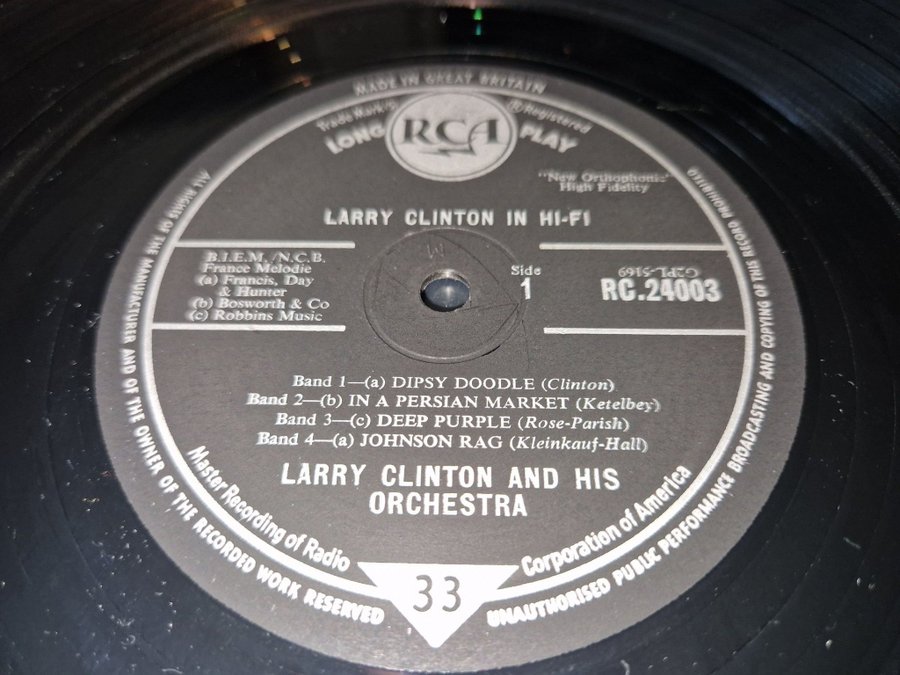 MADE IN GREAT BRITAIN
Trade Mark ® ® Registered
LONG RCA PLAY
"New Orthophonic"
High Fidelity
LARRY CLINTON IN HI-FI
B.I.E.M./N.C.B.
France Melodie
(a) Francis, Day
& Hunter
(b) Bosworth & Co
(c) Robbins Music
Side
1
G2PL-5169
RC.24003
Band 1—(a) DIPSY DOODLE (Clinton)
Band 2—(b) IN A PERSIAN MARKET (Ketelbey)
Band 3—(c) DEEP PURPLE (Rose-Parish)
Band 4—(a) JOHNSON RAG (Kleinkauf-Hall)
LARRY CLINTON AND HIS
ORCHESTRA
Master Recording of Radio Corporation of America
33
ALL RIGHTS OF THE MANUFACTURER AND OF THE OWNER OF THE RECORDED WORK RESERVED
UNAUTHORISED PUBLIC PERFORMANCE BROADCASTING AND COPYING OF THIS RECORD PROHIBITED